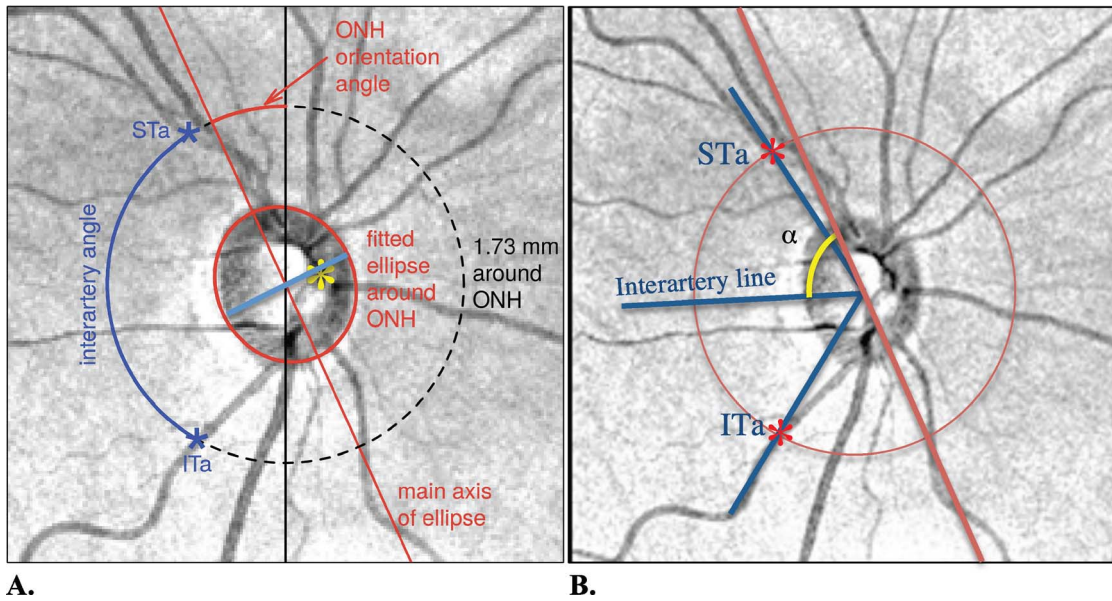 ONH
orientation
angle
STa
interartery angle
fitted
ellipse
around
ONH
1.73 mm
around
ONH
ITa
main axis
of ellipse
A.
STa
α
Interartery line
ITa
B.